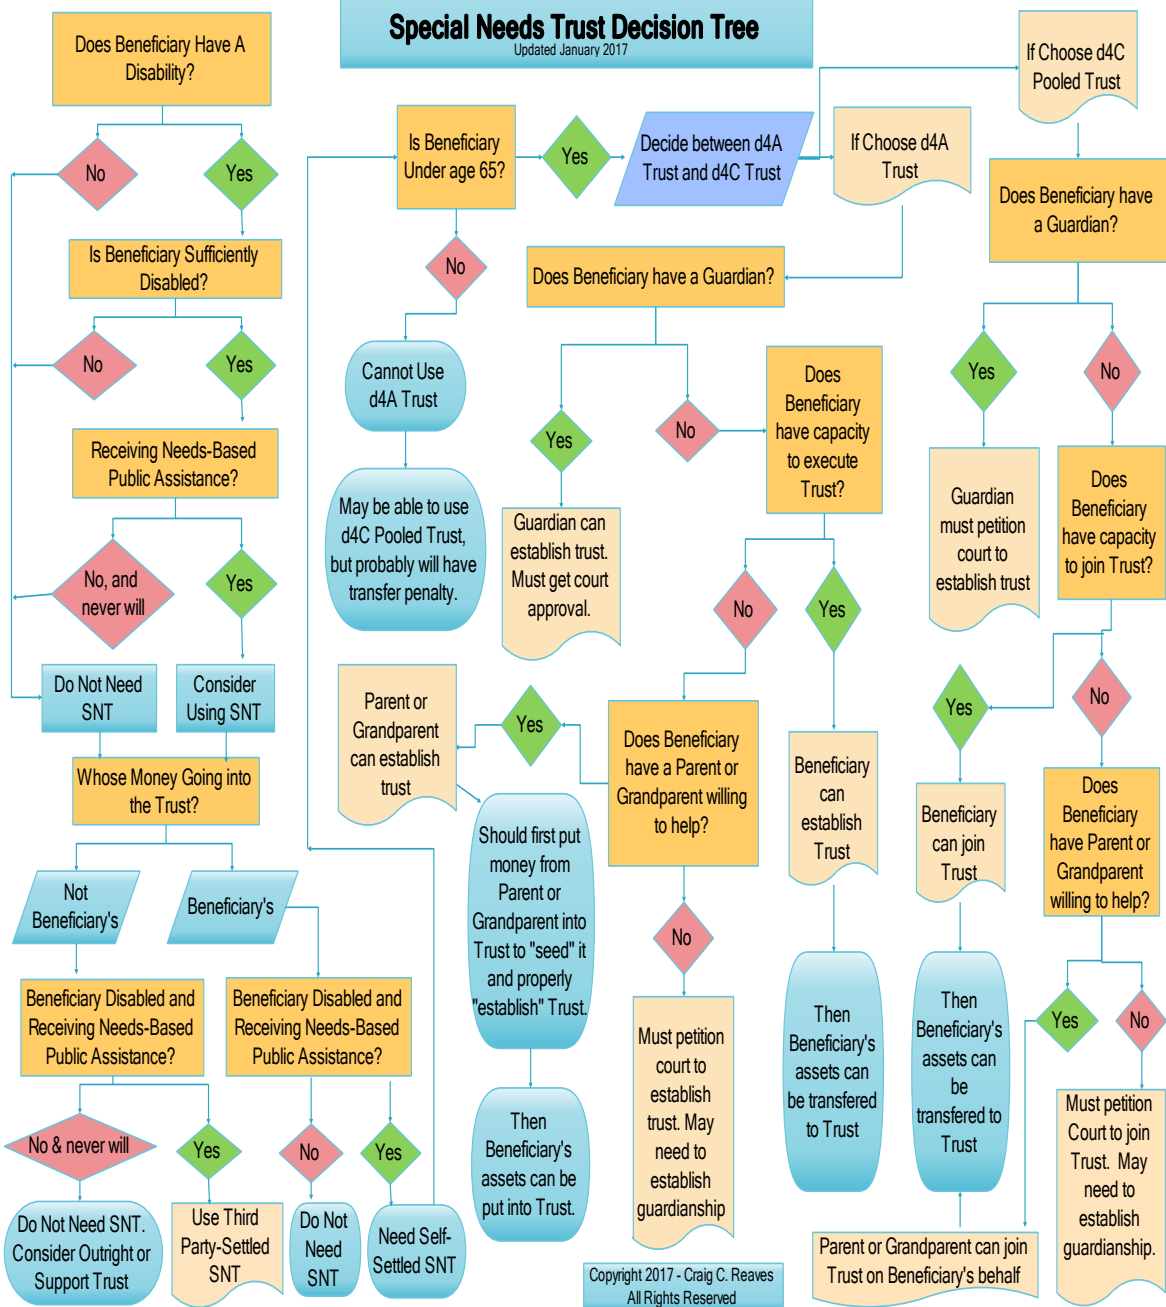 Special Needs Trust Decision Tree
Updated January 2017
Does Beneficiary Have A
Disability?
No
Yes
Is Beneficiary Sufficiently
Disabled?
No
Yes
Receiving Needs-Based
Public Assistance?
No, and
never will
Yes
Do Not Need
SNT
Consider
Using SNT
Whose Money Going into
the Trust?
Not
Beneficiary's
Beneficiary's
Beneficiary Disabled and
Receiving Needs-Based
Public Assistance?
Beneficiary Disabled and
Receiving Needs-Based
Public Assistance?
No & never will
Yes
No
Yes
Do Not Need SNT.
Consider Outright or
Support Trust
Use Third
Party-Settled
SNT
Do Not
Need
SNT
Need Self-
Settled SNT
Is Beneficiary
Under age 65?
Yes
No
Cannot Use
d4A Trust
May be able to use
d4C Pooled Trust,
but probably will have
transfer penalty.
Decide between d4A
Trust and d4C Trust
If Choose d4A
Trust
Does Beneficiary have a Guardian?
Yes
No
Guardian can
establish trust.
Must get court
approval.
Does
Beneficiary
have capacity
to execute
Trust?
No
Yes
Beneficiary
can
establish
Trust
Then
Beneficiary's
assets can
be transfered
to Trust
Does Beneficiary
have a Parent or
Grandparent willing
to help?
Yes
Parent or
Grandparent
can establish
trust
Should first put
money from
Parent or
Grandparent into
Trust to "seed" it
and properly
"establish" Trust.
Then
Beneficiary's
assets can be
put into Trust.
No
Must petition
court to
establish
trust. May
need to
establish
guardianship
If Choose d4C
Pooled Trust
Does Beneficiary have
a Guardian?
Yes
No
Guardian
must petition
court to
establish trust
Does
Beneficiary
have capacity
to join Trust?
Yes
No
Beneficiary
can join
Trust
Then
Beneficiary's
assets can
be
transfered to
Trust
Does
Beneficiary
have Parent or
Grandparent
willing to help?
Yes
No
Parent or Grandparent can join
Trust on Beneficiary's behalf
Must petition
Court to join
Trust. May
need to
establish
guardianship.
Copyright 2017 - Craig C. Reaves
All Rights Reserved